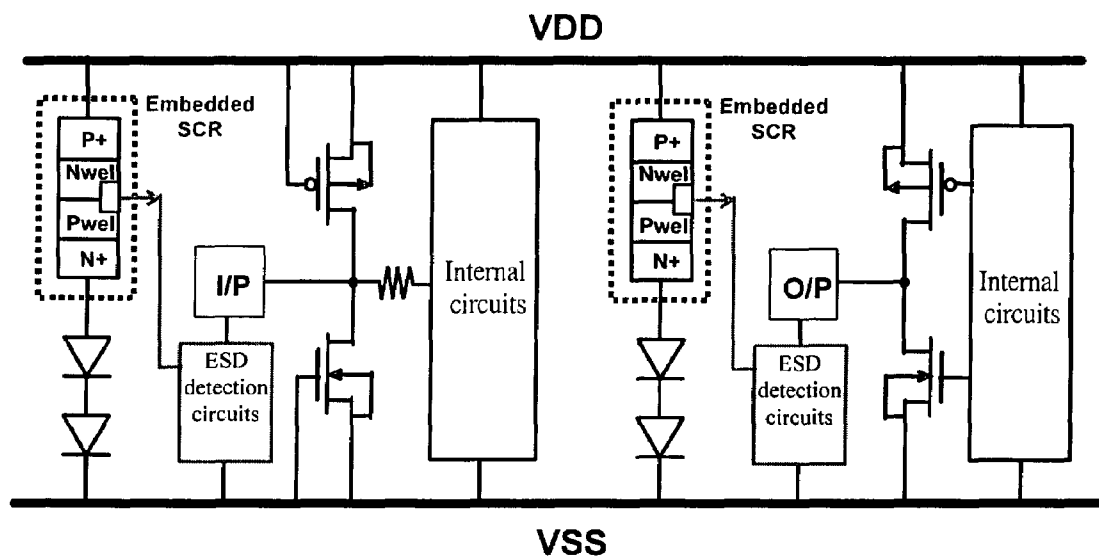 VDD
Embedded
SCR
P+
Nwel
Pwel
N+
I/P
ESD
detection
circuits
Internal
circuits
Embedded
SCR
P+
Nwel
Pwel
N+
O/P
ESD
detection
circuits
Internal
circuits
VSS